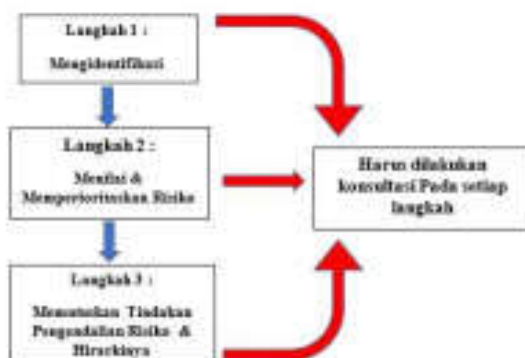 Langkah 1 :
Mengidentifikasi
Langkah 2 :
Menilai &
Memperioritaskan Risiko
Langkah 3 :
Memutuskan Tindakan
Pengendalian Risiko &
Hirarkinya
Harus dilakukan
konsultasi Pada setiap
langkah